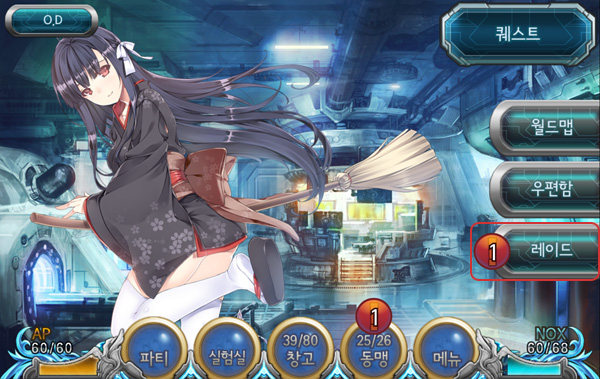 O,D
퀘스트
월드맵
우편함
1
레이드
AP
60/60
파티
실험실
39/80
창고
1
25/26
동맹
메뉴
NOX
60/68